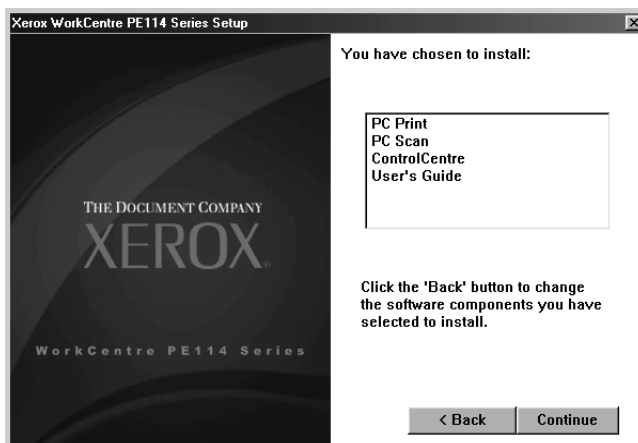 Xerox WorkCentre PE114 Series Setup
THE DOCUMENT COMPANY
XEROX®
WorkCentre PE114 Series
You have chosen to install:
PC Print
PC Scan
ControlCentre
User's Guide
Click the 'Back' button to change
the software components you have
selected to install.
< Back
Continue